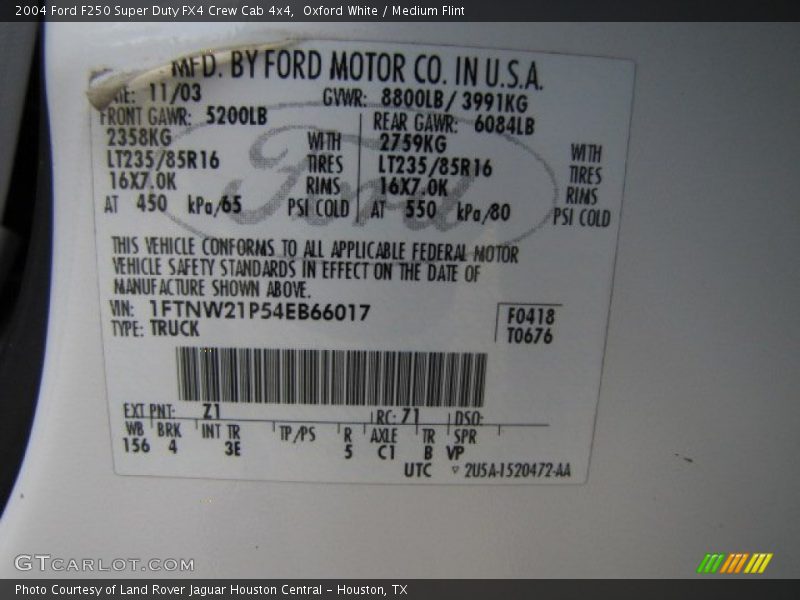 2004 Ford F250 Super Duty FX4 Crew Cab 4x4, Oxford White / Medium Flint
MFD. BY FORD MOTOR CO. IN U.S.A.
11/03 GVWR: 8800LB/ 3991KG
FRONT GAWR: 5200LB REAR GAWR: 6084LB
2358KG WITH 2759KG WITH
LT235/85R16 TIRES LT235/85R16 TIRES
16X7.0K RIMS 16X7.0K RIMS
AT 450 kPa/65 PSI COLD AT 550 kPa/80 PSI COLD
Ford
THIS VEHICLE CONFORMS TO ALL APPLICABLE FEDERAL MOTOR
VEHICLE SAFETY STANDARDS IN EFFECT ON THE DATE OF
MANUFACTURE SHOWN ABOVE.
VIN: 1FTNW21P54EB66017 F0418
TYPE: TRUCK T0676
EXT PNT: Z1 RC: 71 DSO:
WB BRK INT TR TP/PS R AXLE TR SPR
156 4 3E 5 C1 B VP
UTC ▽ 2U5A-1520472-AA
GTCARLOT.COM
Photo Courtesy of Land Rover Jaguar Houston Central – Houston, TX